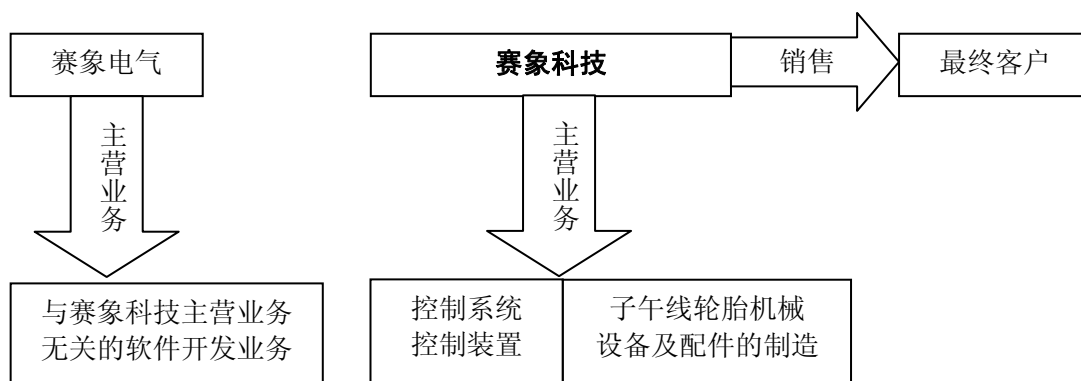 赛象电气
赛象科技
销售
最终客户
主营业务
主营业务
与赛象科技主营业务
无关的软件开发业务
控制系统
控制装置
子午线轮胎机械
设备及配件的制造